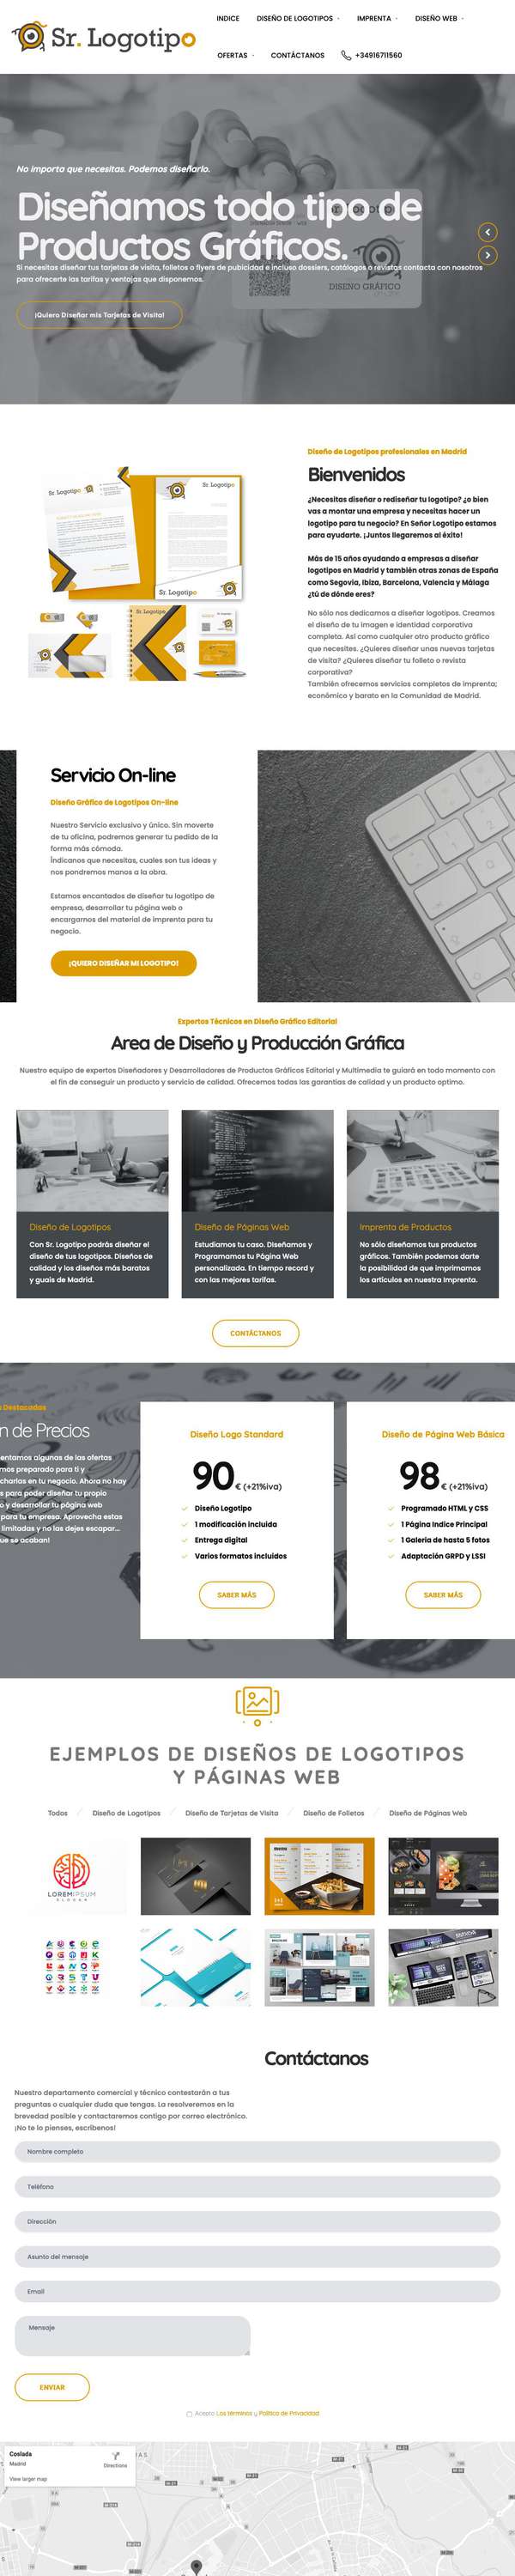 Sr. Logotipo
INDICE
DISEÑO DE LOGOTIPOS
IMPRENTA
DISEÑO WEB
OFERTAS
CONTÁCTANOS
+34916711560
No importa que necesitas. Podemos diseñarlo.
Diseñamos todo tipo de
Productos Gráficos.
Si necesitas diseñar tus tarjetas de visita, folletos o flyers de pubicidad e incluso dossiers, catálogos o revistas contacta con nosotros
para ofrecerte las tarifas y ventajas que disponemos.
DISEÑO GRÁFICO
¡Quiero Diseñar mis Tarjetas de Visita!
Diseño de Logotipos profesionales en Madrid
Bienvenidos
¿Necesitas diseñar o rediseñar tu logotipo? ¿o bien
vas a montar una empresa y necesitas hacer un
logotipo para tu negocio? En Señor Logotipo estamos
para ayudarte. ¡Juntos llegaremos al éxito!
Más de 15 años ayudando a empresas a diseñar
logotipos en Madrid y también otras zonas de España
como Segovia, Ibiza, Barcelona, Valencia y Málaga
¿tú de dónde eres?
No sólo nos dedicamos a diseñar logotipos. Creamos
el diseño de tu imagen e identidad corporativa
completa. Así como cualquier otro producto gráfico
que necesites. ¿Quieres diseñar unas nuevas tarjetas
de visita? ¿Quieres diseñar tu folleto o revista
corporativa?
También ofrecemos servicios completos de imprenta;
económico y barato en la Comunidad de Madrid.
Sr. Logotipo
Sr. Logotipo
Sr. Logotipo
Sr. Logotipo
Servicio On-line
Diseño Gráfico de Logotipos On-line
Nuestro Servicio exclusivo y único. Sin moverte
de tu oficina, podremos generar tu pedido de la
forma más cómoda.
Índicanos que necesitas, cuales son tus ideas y
nos pondremos manos a la obra.
Estamos encantados de diseñar tu logotipo de
empresa, desarrollar tu página web o
encargarnos del material de imprenta para tu
negocio.
¡QUIERO DISEÑAR MI LOGOTIPO!
Expertos Técnicos en Diseño Gráfico Editorial
Area de Diseño y Producción Gráfica
Nuestro equipo de expertos Diseñadores y Desarrolladores de Productos Gráficos Editorial y Multimedia te guiará en todo momento con
el fin de conseguir un producto y servicio de calidad. Ofrecemos todas las garantías de calidad y un producto optimo.
Diseño de Logotipos
Con Sr. Logotipo podrás diseñar el
diseño de tus logotipos. Diseños de
calidad y los diseños más baratos
y guais de Madrid.
Diseño de Páginas Web
Estudiamos tu caso. Diseñamos y
Programamos tu Página Web
personalizada. En tiempo record y
con las mejores tarifas.
Imprenta de Productos
No sólo diseñamos tus productos
gráficos. También podemos darte
la posibilidad de que imprimamos
los artículos en nuestra Imprenta.
CONTÁCTANOS
Destacadas
n de Precios
entamos algunas de las ofertas
mos preparado para ti y
charlas en tu negocio. Ahora no hay
s para poder diseñar tu propio
o y desarrollar tu página web
para tu empresa. Aprovecha estas
limitadas y no las dejes escapar...
ue se acaban!
Diseño Logo Standard
90 € (+21%iva)
Diseño Logotipo
1 modificación incluida
Entrega digital
Varios formatos incluidos
SABER MÁS
Diseño de Página Web Básica
98 € (+21%iva)
Programado HTML y CSS
1 Página Indice Principal
1 Galeria de hasta 5 fotos
Adaptación GRPD y LSSI
SABER MÁS
EJEMPLOS DE DISEÑOS DE LOGOTIPOS
Y PÁGINAS WEB
Todos / Diseño de Logotipos / Diseño de Tarjetas de Visita / Diseño de Folletos / Diseño de Páginas Web
LOREMIPSUM
SLOGAN
Contáctanos
Nuestro departamento comercial y técnico contestarán a tus
preguntas o cualquier duda que tengas. La resolveremos en la
brevedad posible y contactaremos contigo por correo electrónico.
¡No te lo pienses, escríbenos!
Nombre completo
Teléfono
Dirección
Asunto del mensaje
Email
Mensaje
ENVIAR
Acepto Los términos y Política de Privacidad
Coslada
Madrid
Directions
View larger map